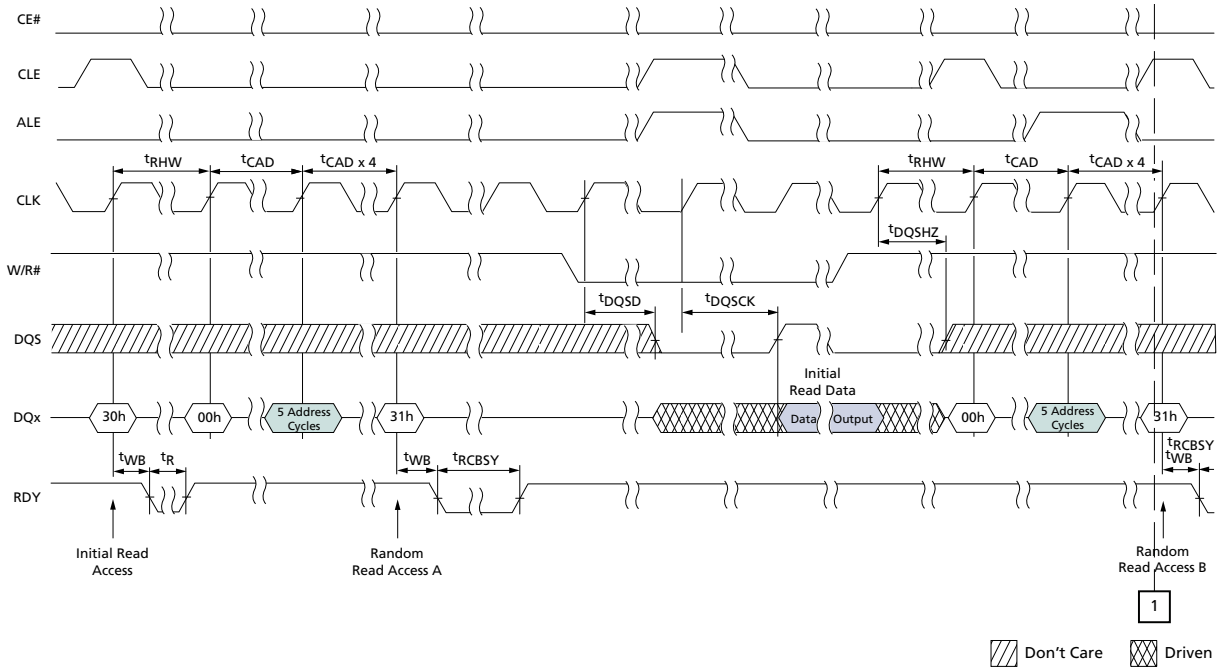 CE#
CLE
ALE
tRHW
tCAD
tCAD x 4
tRHW
tCAD
tCAD x 4
CLK
tDQSHZ
W/R#
tDQSD
tDQSCK
DQS
Initial
Read Data
DQx
30h
00h
5 Address
Cycles
31h
Data
Output
00h
5 Address
Cycles
31h
tWB
tR
tWB
tRCBSY
tRCBSY
tWB
RDY
Initial Read
Access
Random
Read Access A
Random
Read Access B
1
Don't Care
Driven